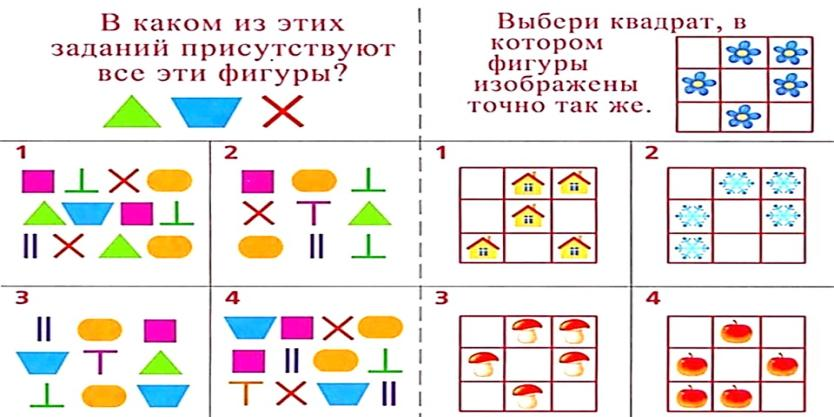 В каком из этих
заданий присутствуют
все эти фигуры?
1
2
3
4
Выбери квадрат, в
котором
фигуры
изображены
точно так же.
1
2
3
4